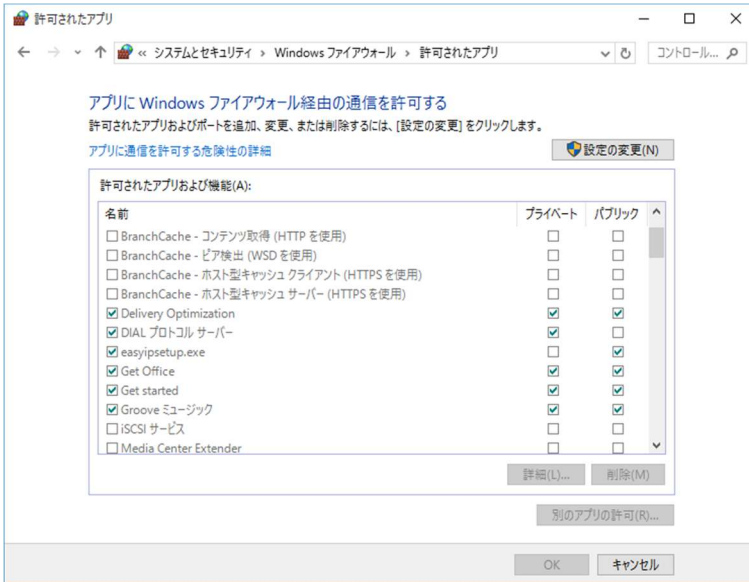 許可されたアプリ
« システムとセキュリティ › Windows ファイアウォール › 許可されたアプリ
コントロール...
アプリに Windows ファイアウォール経由の通信を許可する
許可されたアプリおよびポートを追加、変更、または削除するには、[設定の変更] をクリックします。
アプリに通信を許可する危険性の詳細
設定の変更(N)
許可されたアプリおよび機能(A):
名前 プライベート パブリック
BranchCache - コンテンツ取得 (HTTP を使用)
BranchCache - ピア検出 (WSD を使用)
BranchCache - ホスト型キャッシュ クライアント (HTTPS を使用)
BranchCache - ホスト型キャッシュ サーバー (HTTPS を使用)
Delivery Optimization
DIAL プロトコル サーバー
easyipsetup.exe
Get Office
Get started
Groove ミュージック
iSCSI サービス
Media Center Extender
詳細(L)... 削除(M)
別のアプリの許可(R)...
OK キャンセル